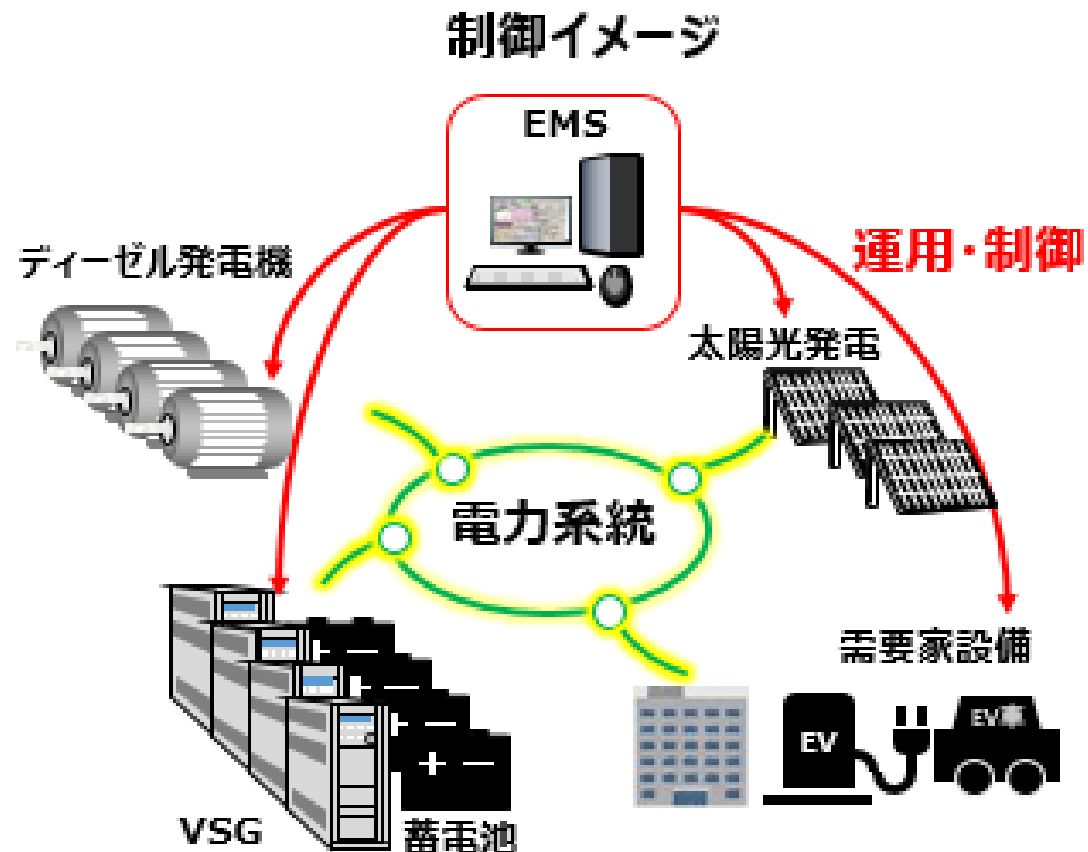 制御イメージ
EMS
ディーゼル発電機
運用・制御
太陽光発電
電力系統
需要家設備
EV
EV車
VSG
蓄電池